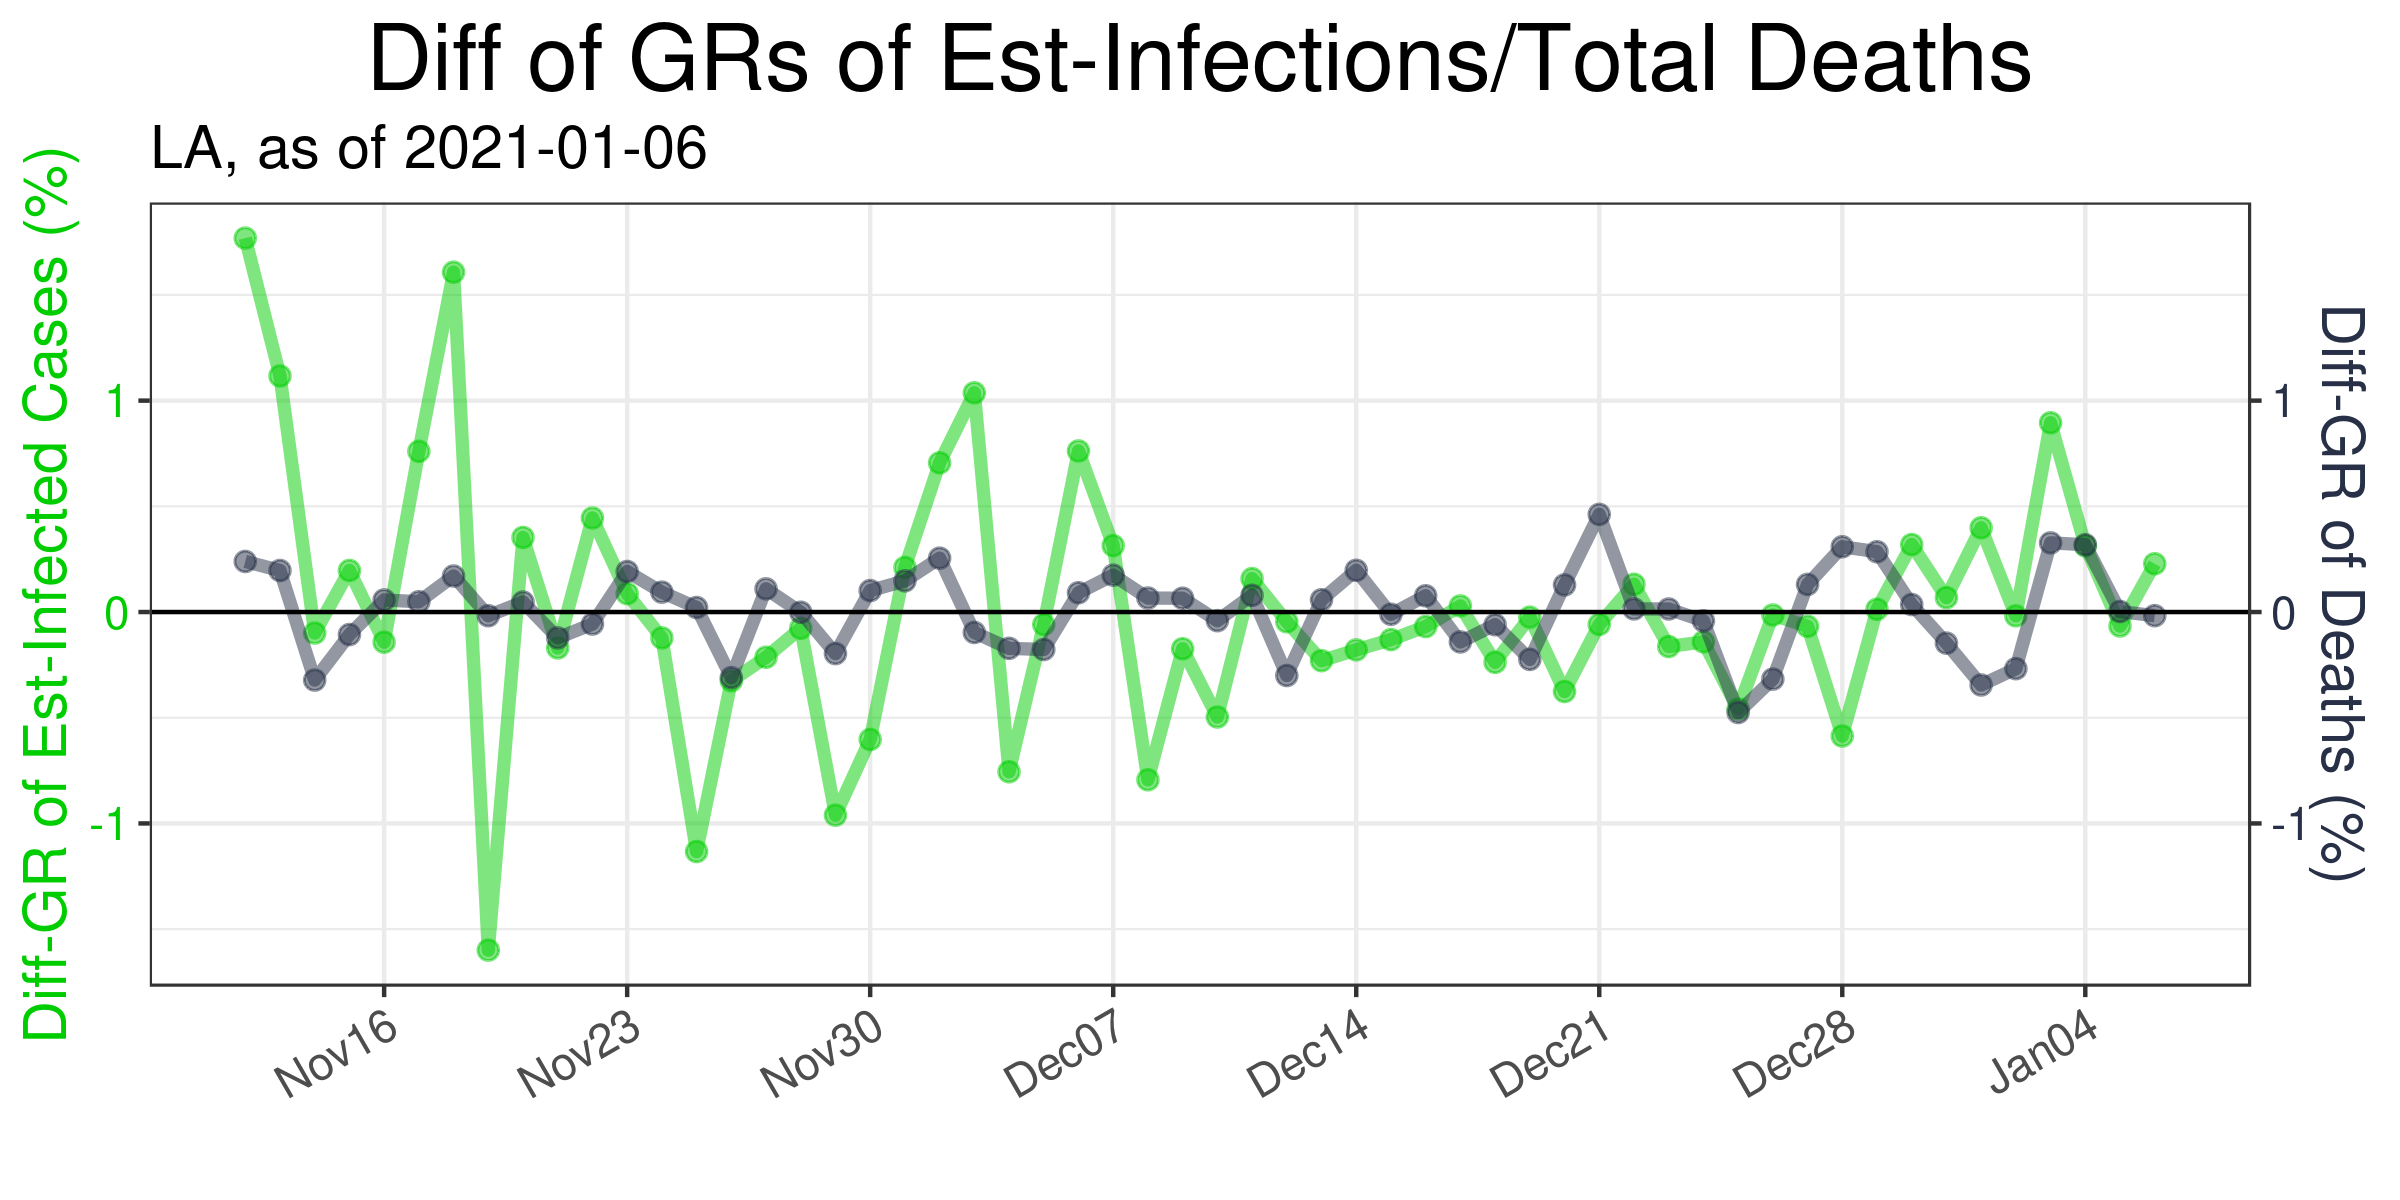 Diff of GRs of Est-Infections/Total Deaths
LA, as of 2021-01-06
Diff-GR of Est-Infected Cases (%)
1
0
-1
1
0
-1
Diff-GR of Deaths (%)
Nov16
Nov23
Nov30
Dec07
Dec14
Dec21
Dec28
Jan04